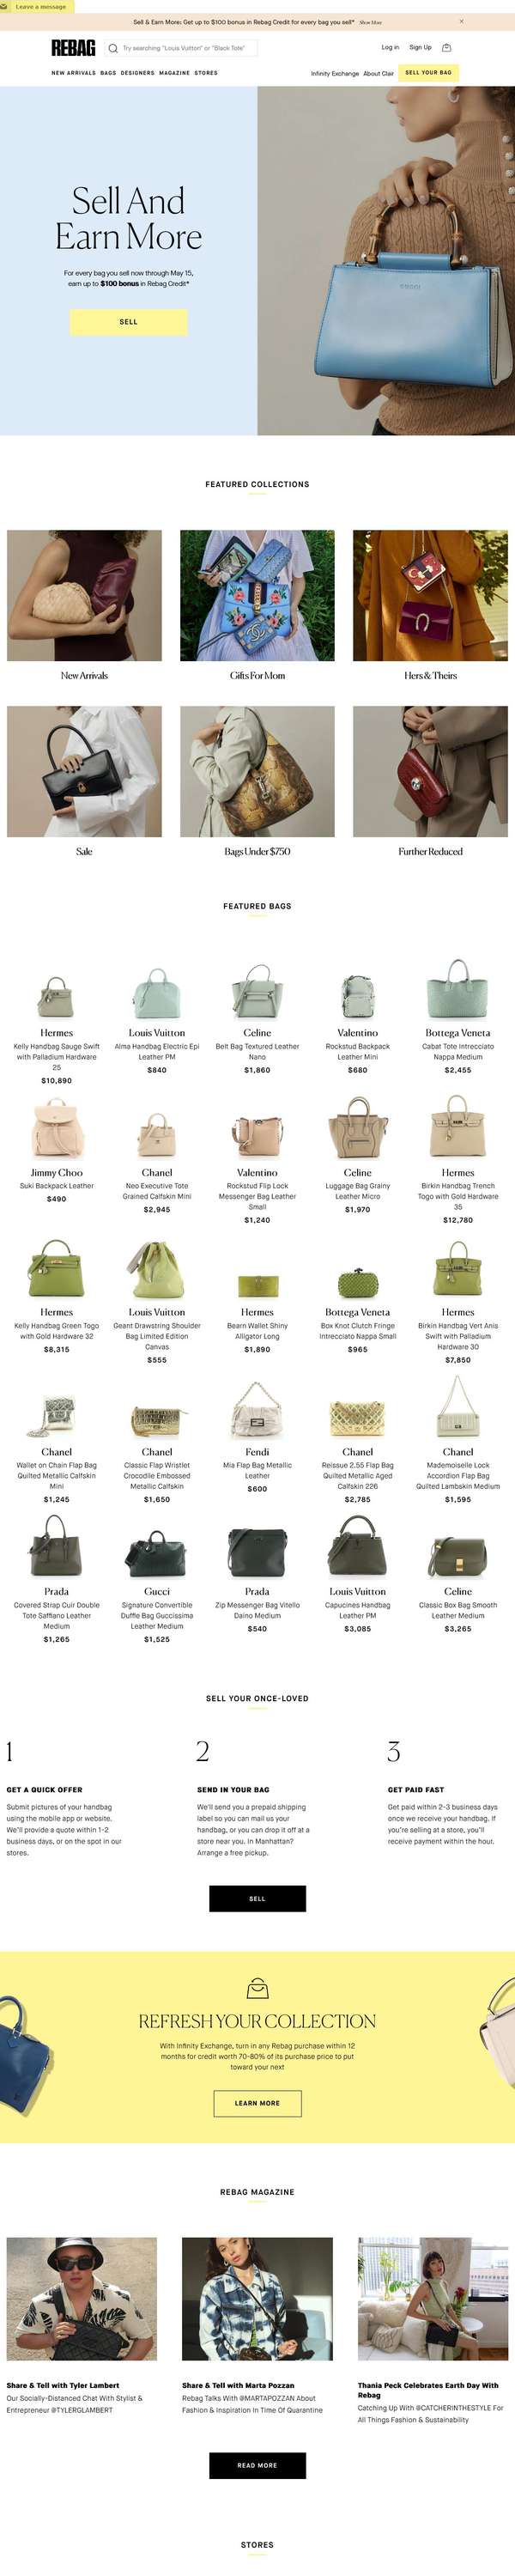 Leave a message
Sell & Earn More: Get up to $100 bonus in Rebag Credit for every bag you sell* Show More
REBAG
Try searching "Louis Vuitton" or "Black Tote"
Log in Sign Up
NEW ARRIVALS BAGS DESIGNERS MAGAZINE STORES
Infinity Exchange About Clair SELL YOUR BAG
Sell And
Earn More
For every bag you sell now through May 15,
earn up to $100 bonus in Rebag Credit*
SELL
FEATURED COLLECTIONS
New Arrivals
Gifts For Mom
Hers & Theirs
Sale
Bags Under $750
Further Reduced
FEATURED BAGS
Hermes
Kelly Handbag Sauge Swift
with Palladium Hardware
25
$10,890
Louis Vuitton
Alma Handbag Electric Epi
Leather PM
$840
Celine
Belt Bag Textured Leather
Nano
$1,860
Valentino
Rockstud Backpack
Leather Mini
$680
Bottega Veneta
Cabat Tote Intrecciato
Nappa Medium
$2,455
Jimmy Choo
Suki Backpack Leather
$490
Chanel
Neo Executive Tote
Grained Calfskin Mini
$2,945
Valentino
Rockstud Flip Lock
Messenger Bag Leather
Small
$1,240
Celine
Luggage Bag Grainy
Leather Micro
$1,970
Hermes
Birkin Handbag Trench
Togo with Gold Hardware
35
$12,780
Hermes
Kelly Handbag Green Togo
with Gold Hardware 32
$8,315
Louis Vuitton
Geant Drawstring Shoulder
Bag Limited Edition
Canvas
$555
Hermes
Bearn Wallet Shiny
Alligator Long
$1,890
Bottega Veneta
Box Knot Clutch Fringe
Intrecciato Nappa Small
$965
Hermes
Birkin Handbag Vert Anis
Swift with Palladium
Hardware 30
$7,850
Chanel
Wallet on Chain Flap Bag
Quilted Metallic Calfskin
Mini
$1,245
Chanel
Classic Flap Wristlet
Crocodile Embossed
Metallic Calfskin
$1,650
Fendi
Mia Flap Bag Metallic
Leather
$600
Chanel
Reissue 2.55 Flap Bag
Quilted Metallic Aged
Calfskin 226
$2,785
Chanel
Mademoiselle Lock
Accordion Flap Bag
Quilted Lambskin Medium
$1,595
Prada
Covered Strap Cuir Double
Tote Saffiano Leather
Medium
$1,265
Gucci
Signature Convertible
Duffle Bag Guccissima
Leather Medium
$1,525
Prada
Zip Messenger Bag Vitello
Daino Medium
$540
Louis Vuitton
Capucines Handbag
Leather PM
$3,085
Celine
Classic Box Bag Smooth
Leather Medium
$3,265
SELL YOUR ONCE-LOVED
1
GET A QUICK OFFER
Submit pictures of your handbag
using the mobile app or website.
We'll provide a quote within 1-2
business days, or on the spot in our
stores.
2
SEND IN YOUR BAG
We'll send you a prepaid shipping
label so you can mail us your
handbag, or you can drop it off at a
store near you. In Manhattan?
Arrange a free pickup.
3
GET PAID FAST
Get paid within 2-3 business days
once we receive your handbag. If
you're selling at a store, you'll
receive payment within the hour.
SELL
REFRESH YOUR COLLECTION
With Infinity Exchange, turn in any Rebag purchase within 12
months for credit worth 70-80% of its purchase price to put
toward your next
LEARN MORE
REBAG MAGAZINE
Share & Tell with Tyler Lambert
Our Socially-Distanced Chat With Stylist &
Entrepreneur @TYLERGLAMBERT
Share & Tell with Marta Pozzan
Rebag Talks With @MARTAPOZZAN About
Fashion & Inspiration In Time Of Quarantine
Thania Peck Celebrates Earth Day With
Rebag
Catching Up With @CATCHERINTHESTYLE For
All Things Fashion & Sustainability
READ MORE
STORES